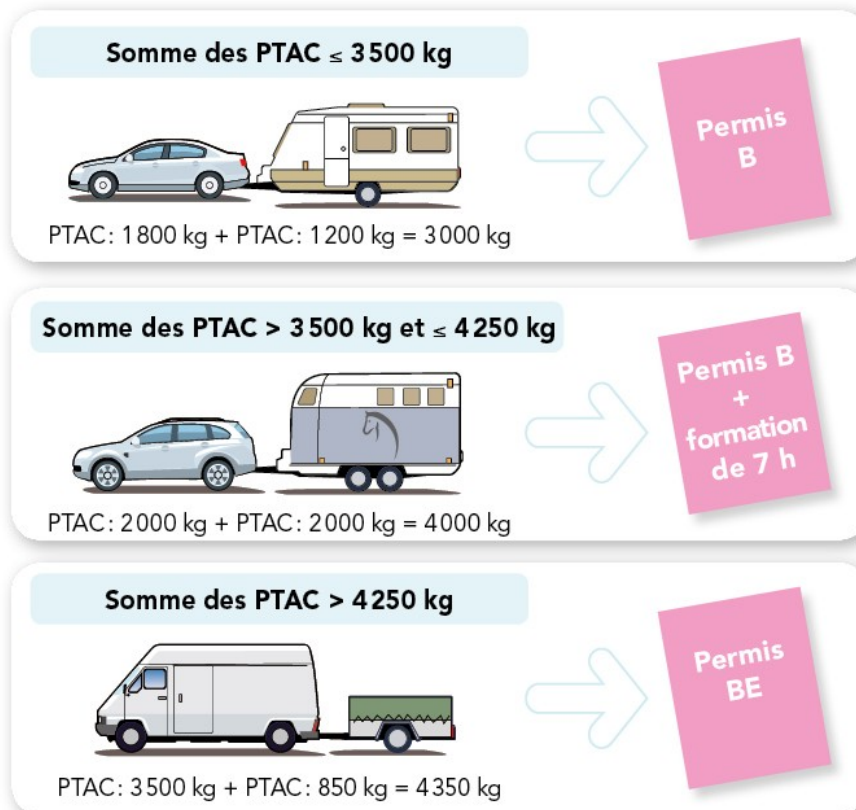 Somme des PTAC ≤ 3500 kg
Permis
B
PTAC: 1800 kg + PTAC: 1200 kg = 3000 kg
Somme des PTAC > 3500 kg et ≤ 4250 kg
Permis B
+
formation
de 7 h
PTAC: 2000 kg + PTAC: 2000 kg = 4000 kg
Somme des PTAC > 4250 kg
Permis
BE
PTAC: 3500 kg + PTAC: 850 kg = 4350 kg